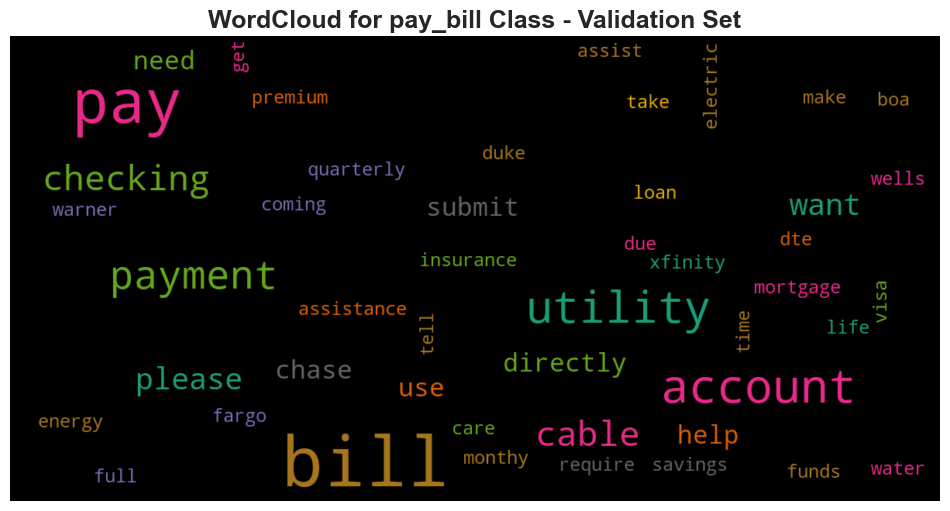 WordCloud for pay_bill Class - Validation Set
need
get
assist
electric
pay
premium
take
make
boa
duke
checking
quarterly
loan
wells
warner
coming
submit
want
due
dte
insurance
xfinity
payment
mortgage
visa
assistance
utility
tell
time
life
please
chase
directly
use
account
energy
fargo
care
cable
help
bill
monthy
require
savings
full
funds
water